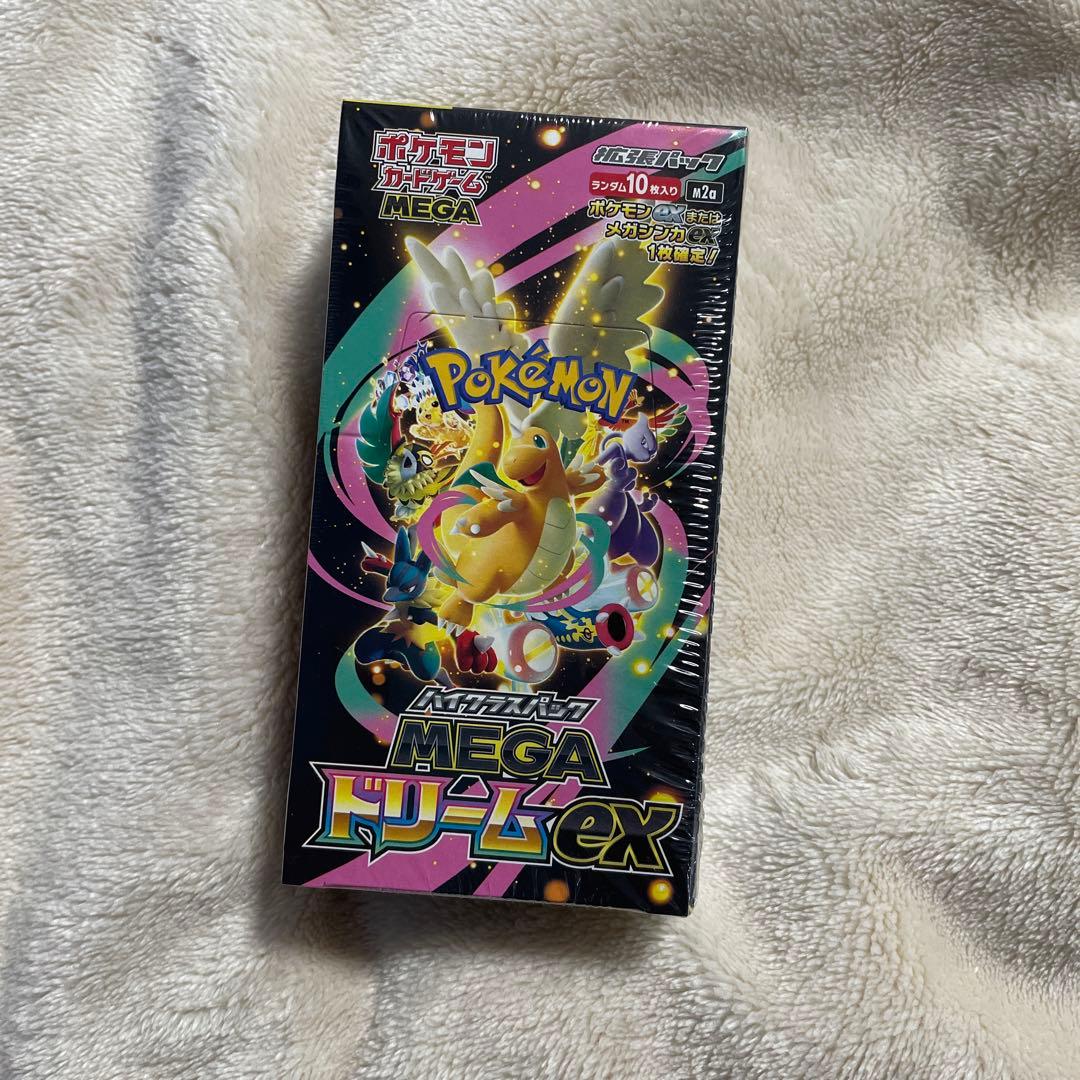 ポケモン
カードゲーム
MEGA
拡張パック
ランダム10枚入り
M2a
ポケモンexまたは
メガシンカex
1枚確定!
POKéMON
TM
ハイクラスパック
MEGA
ドリームex